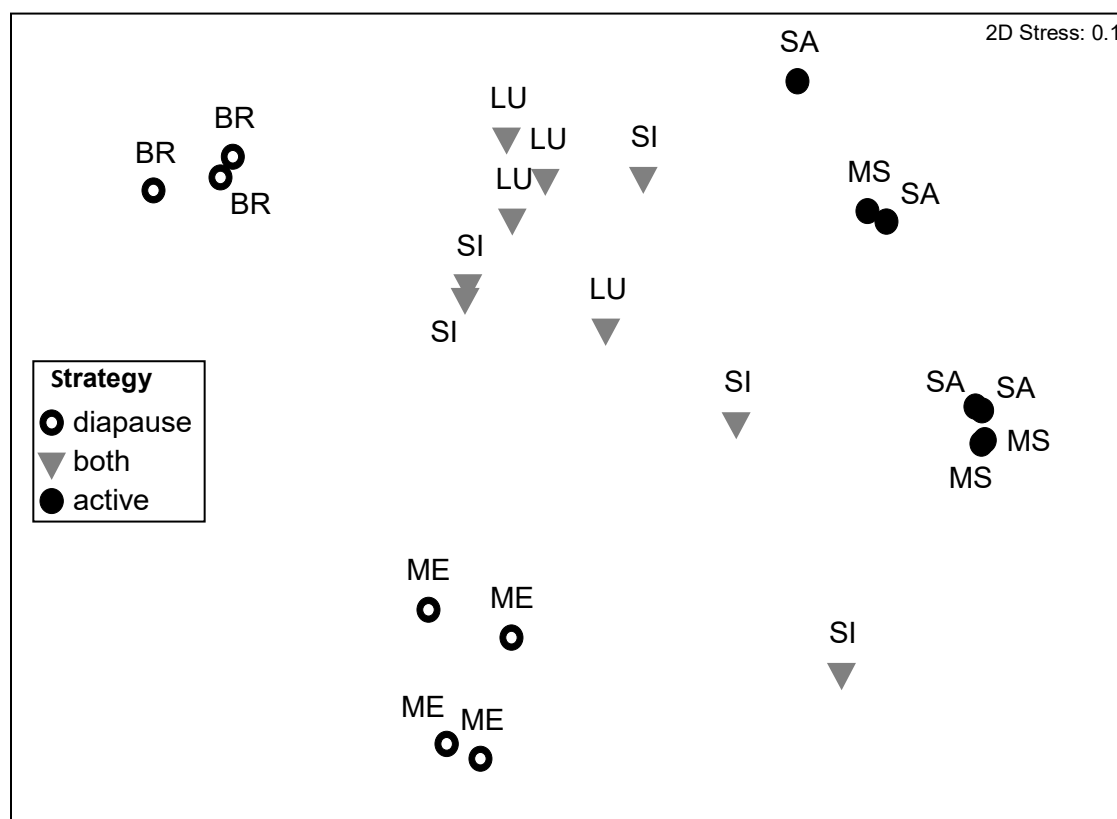 2D Stress: 0.1
SA
LU
BR
LU
SI
BR
MS
SA
LU
BR
SI
LU
SI
Strategy
diapause
both
active
SI
SA
SA
MS
MS
ME
ME
SI
ME
ME